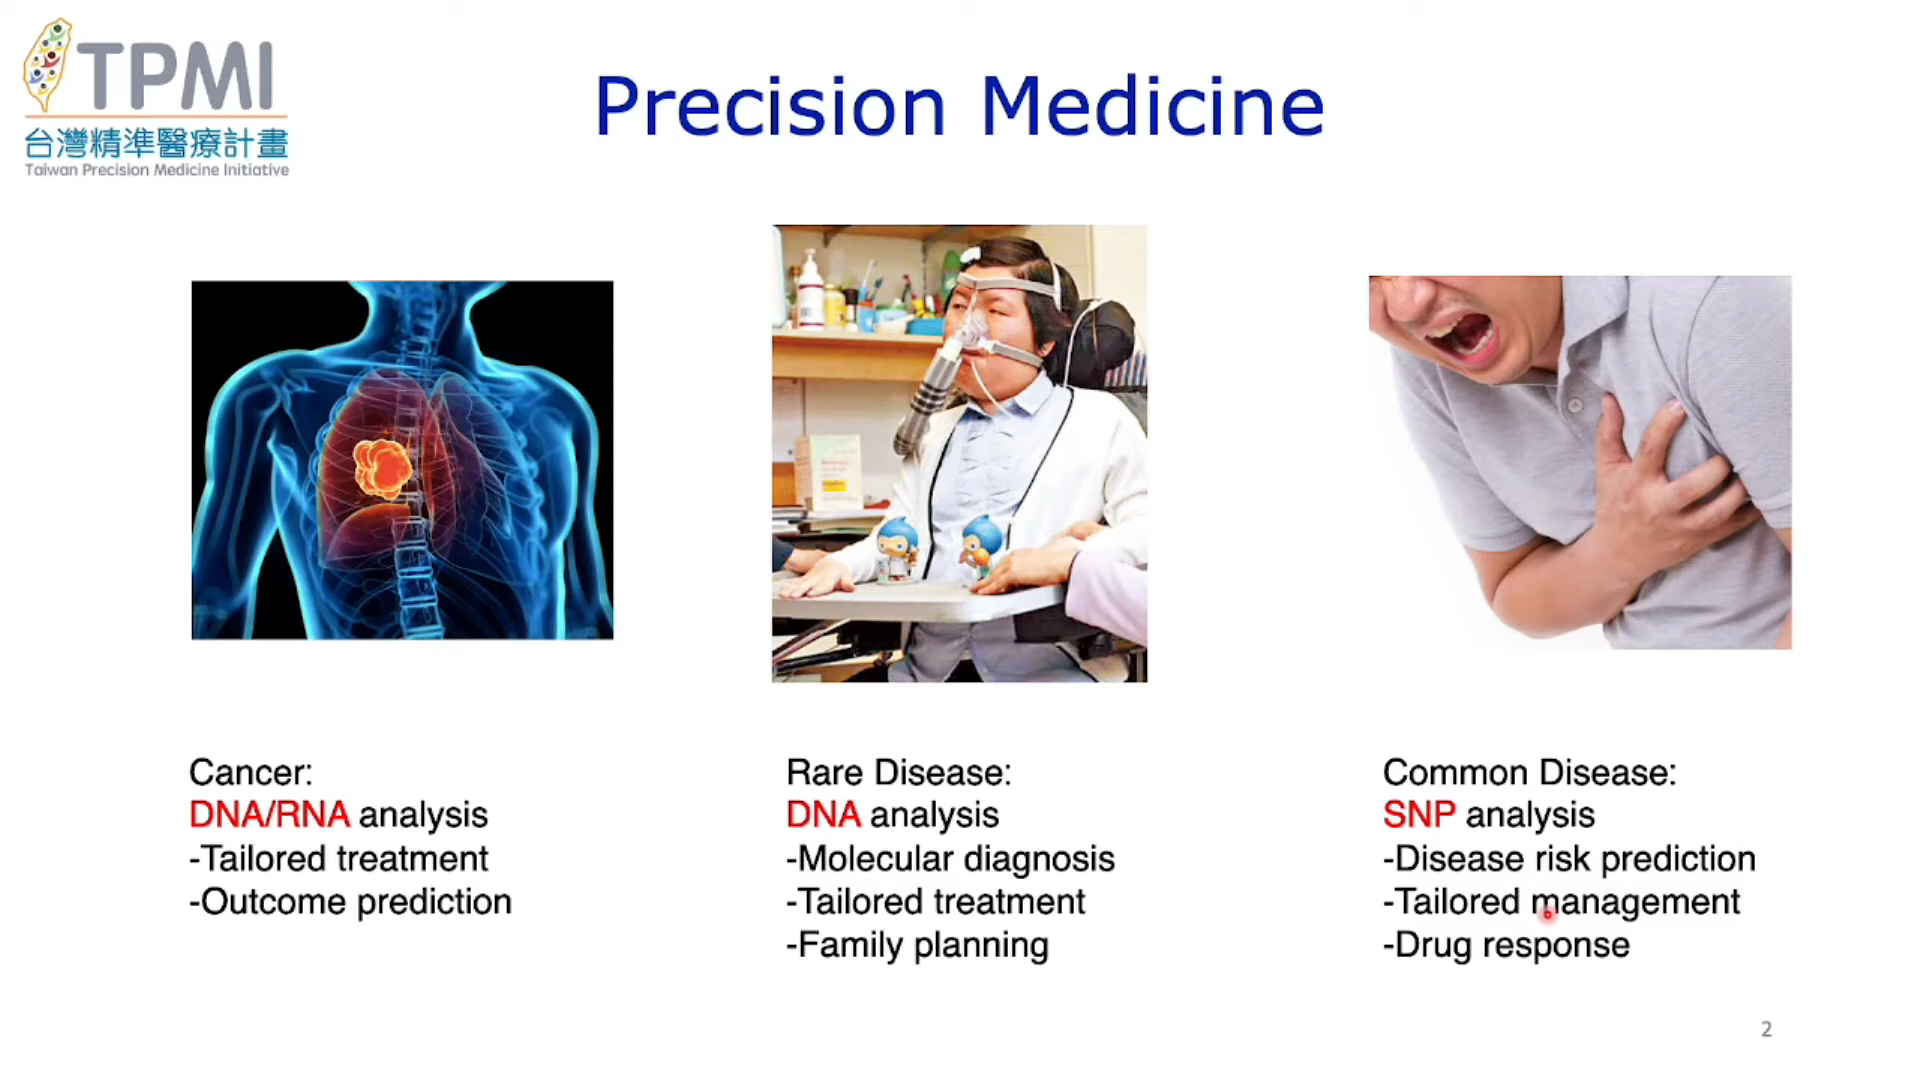 TPMI
台灣精準醫療計畫
Taiwan Precision Medicine Initiative
Precision Medicine
Cancer:
DNA/RNA analysis
-Tailored treatment
-Outcome prediction
Rare Disease:
DNA analysis
-Molecular diagnosis
-Tailored treatment
-Family planning
Common Disease:
SNP analysis
-Disease risk prediction
-Tailored management
-Drug response
2